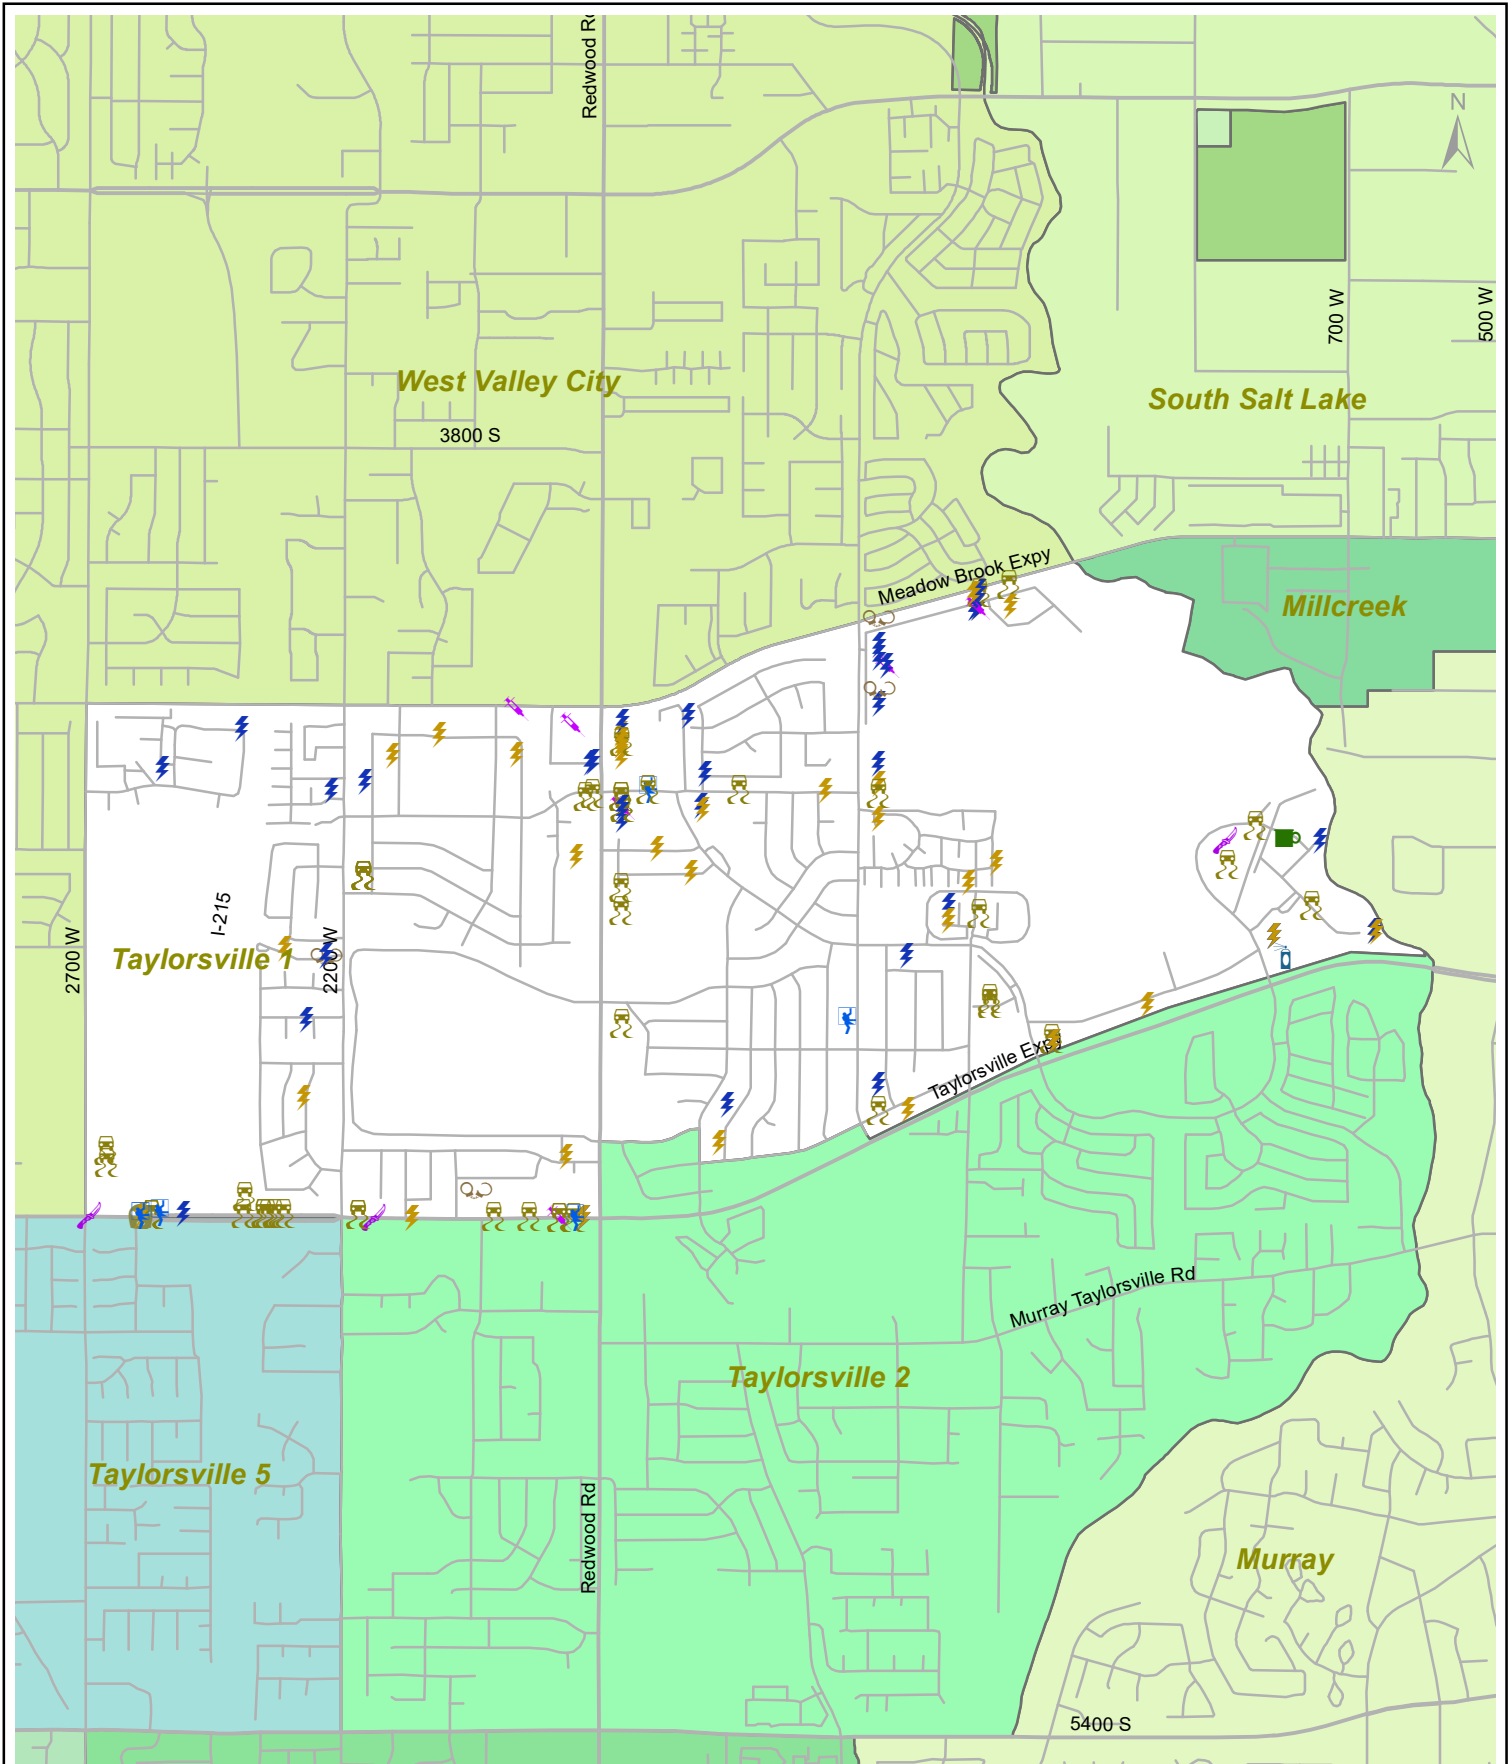 Redwood Rd
N
700 W
500 W
West Valley City
South Salt Lake
3800 S
Meadow Brook Expy
Millcreek
I-215
2700 W
Taylorsville 1
2200 W
Taylorsville Expy
Murray Taylorsville Rd
Taylorsville 2
Taylorsville 5
Redwood Rd
Murray
5400 S